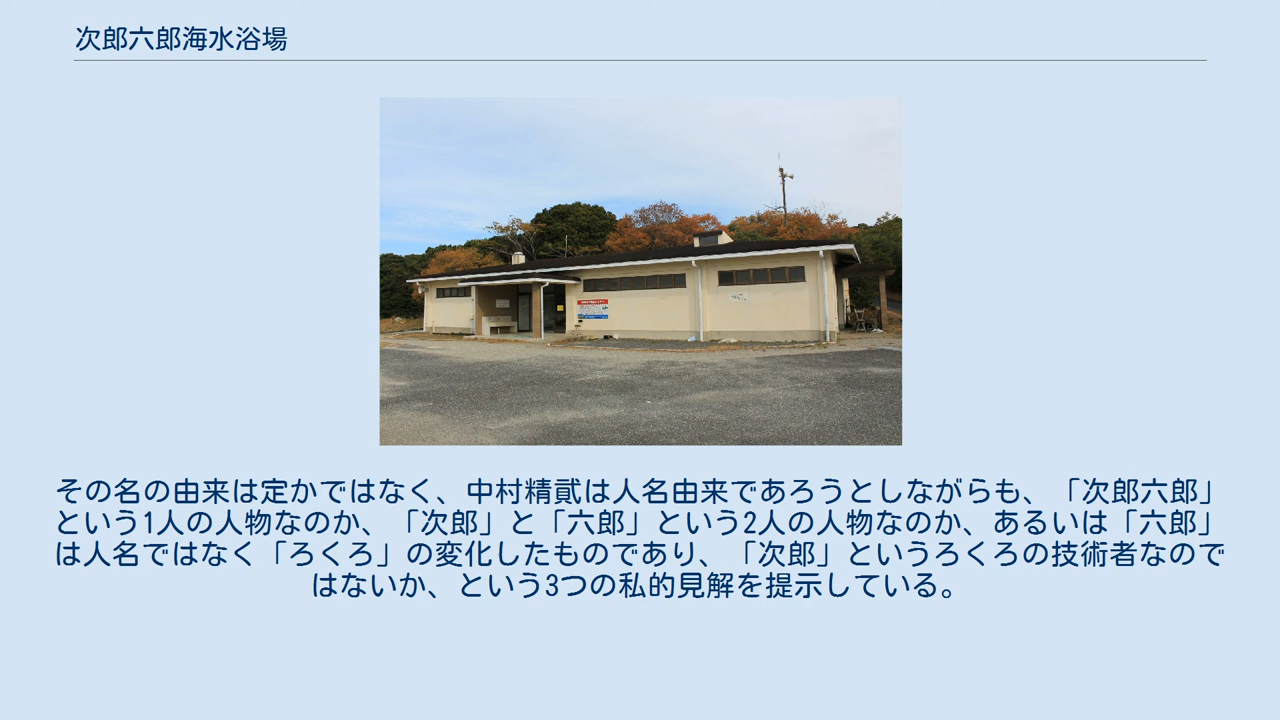 次郎六郎海水浴場
その名の由来は定かではなく、中村精貮は人名由来であろうとしながらも、「次郎六郎」
という1人の人物なのか、「次郎」と「六郎」という2人の人物なのか、あるいは「六郎」
は人名ではなく「ろくろ」の変化したものであり、「次郎」というろくろの技術者なので
はないか、という3つの私的見解を提示している。